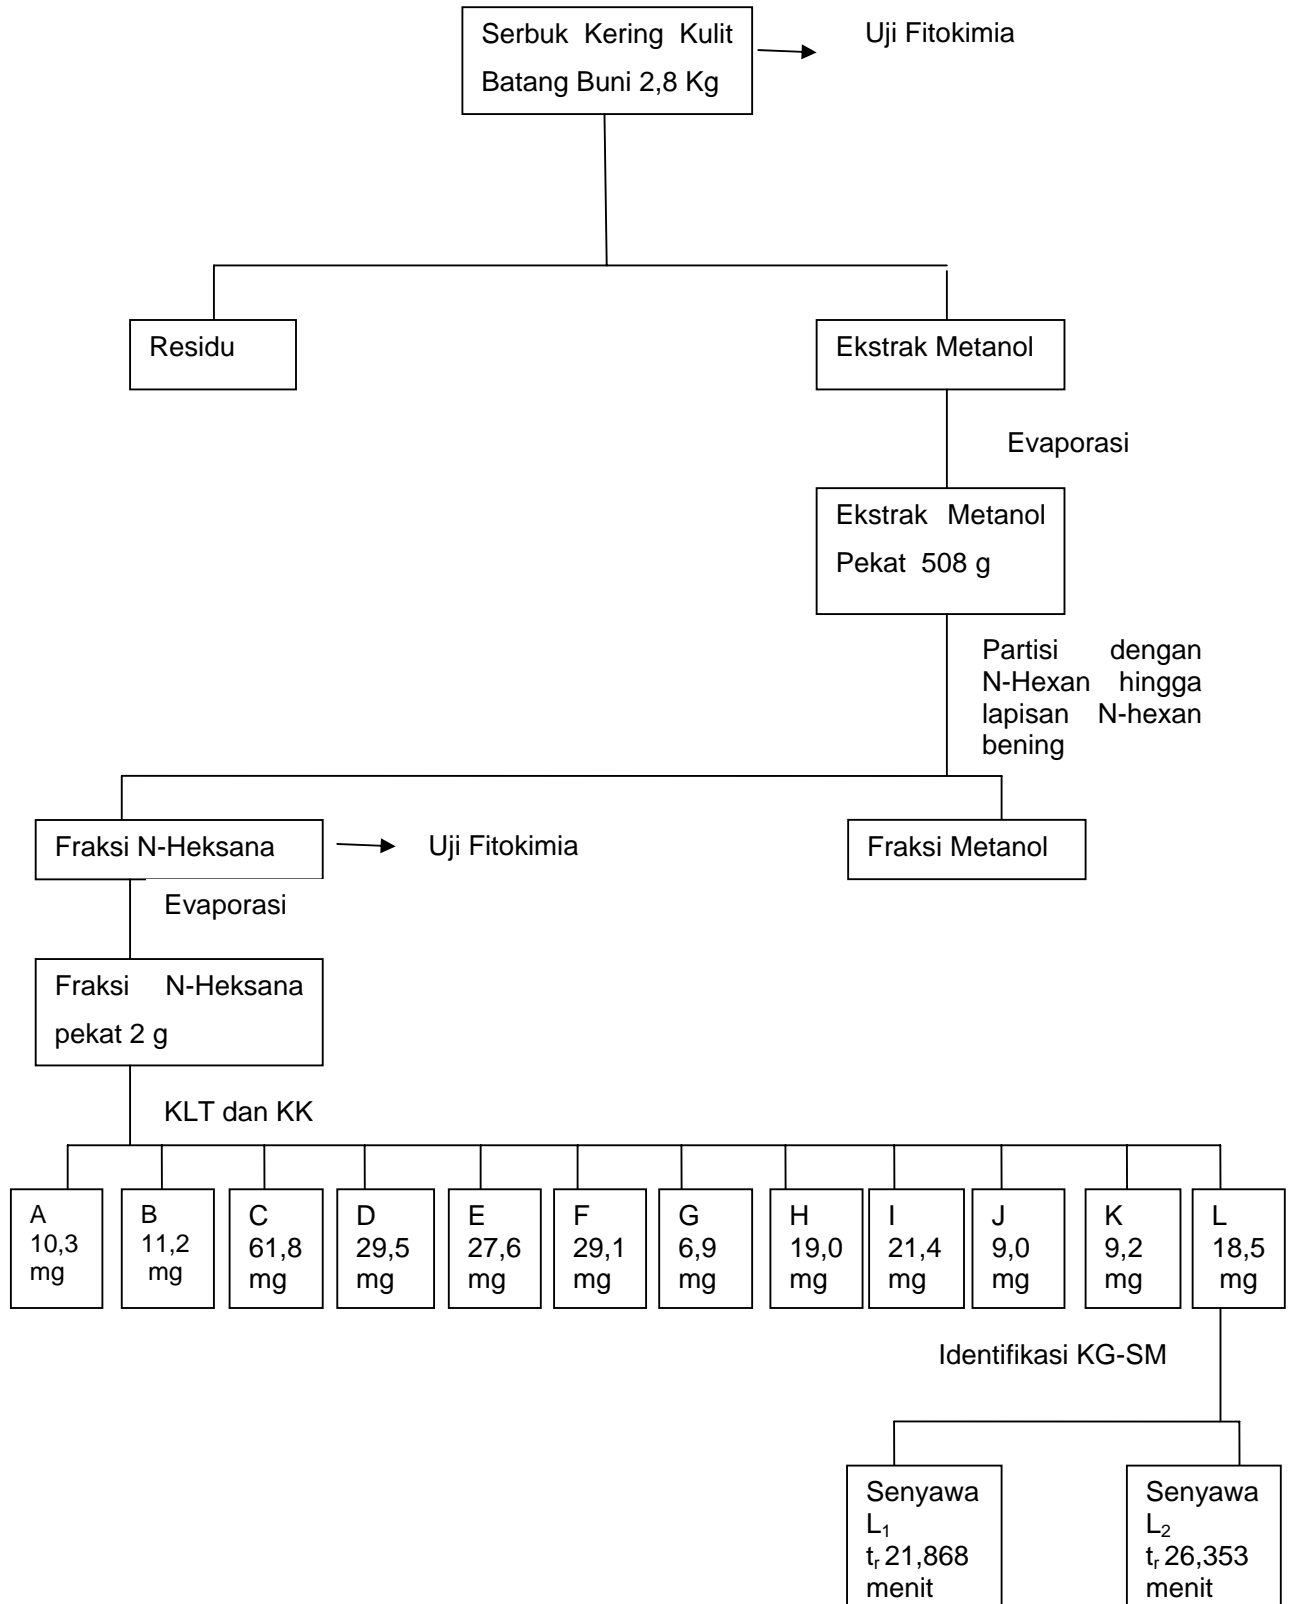 Serbuk Kering Kulit
Batang Buni 2,8 Kg
Uji Fitokimia
Residu
Ekstrak Metanol
Evaporasi
Ekstrak Metanol
Pekat 508 g
Partisi dengan
N-Hexan hingga
lapisan N-hexan
bening
Fraksi N-Heksana
Uji Fitokimia
Fraksi Metanol
Evaporasi
Fraksi N-Heksana
pekat 2 g
KLT dan KK
A
10,3
mg
B
11,2
mg
C
61,8
mg
D
29,5
mg
E
27,6
mg
F
29,1
mg
G
6,9
mg
H
19,0
mg
I
21,4
mg
J
9,0
mg
K
9,2
mg
L
18,5
mg
Identifikasi KG-SM
Senyawa
L₁
tᵣ 21,868
menit
Senyawa
L₂
tᵣ 26,353
menit